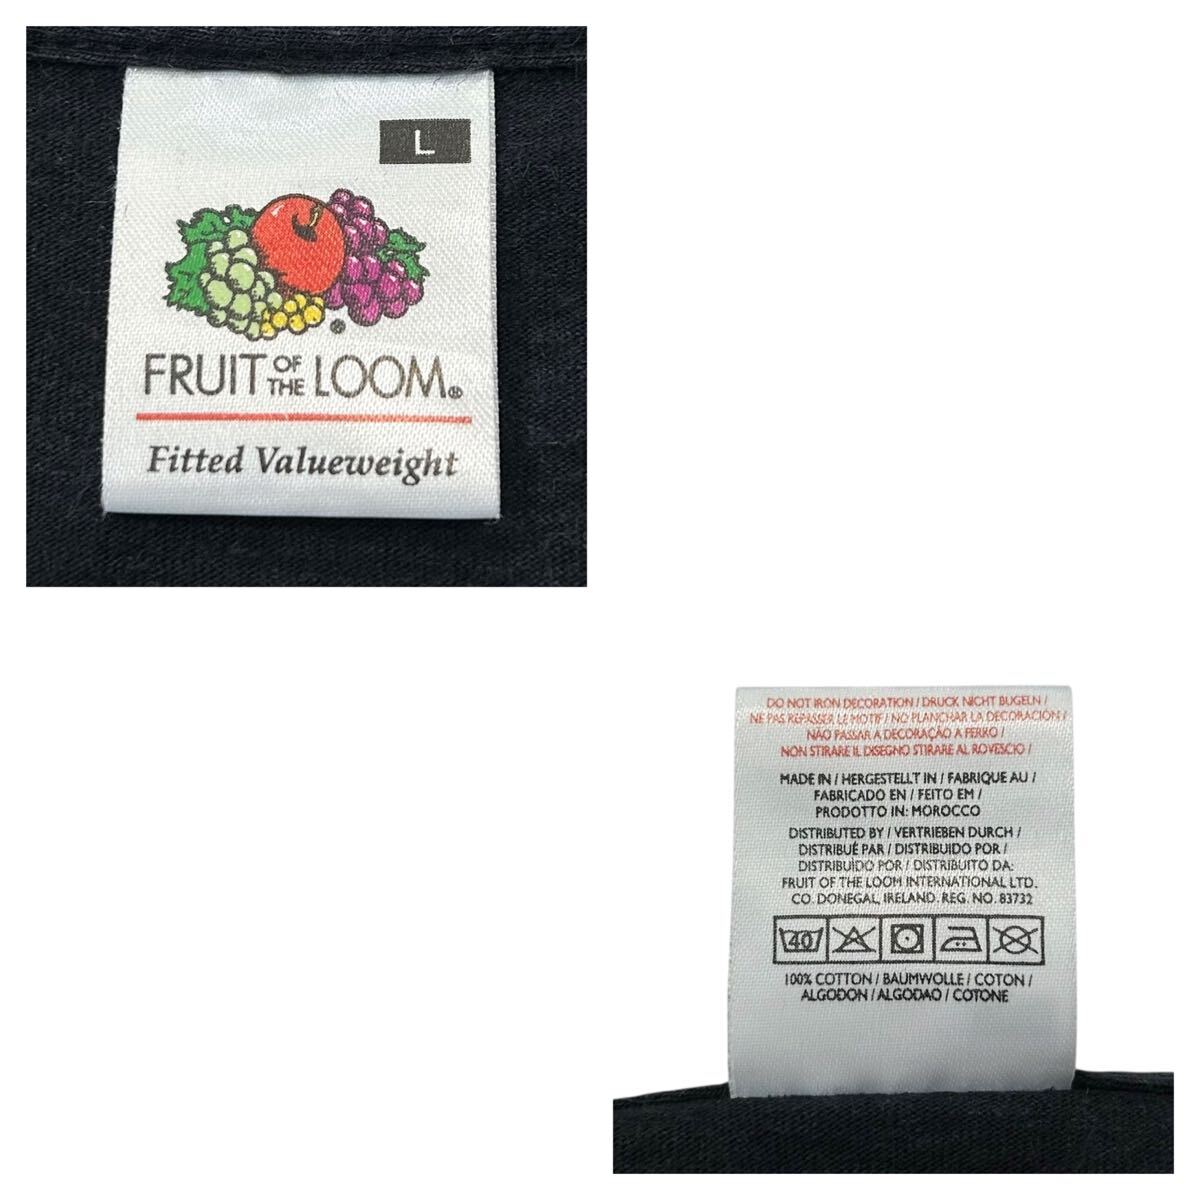 L
FRUIT OF THE LOOM®
Fitted Valueweight
DO NOT IRON DECORATION / DRUCK NICHT BUGELN /
NE PAS REPASSER LE MOTIF / NO PLANCHAR LA DECORACION /
NÃO PASSAR A DECORAÇÃO A FERRO /
NON STIRARE IL DISEGNO STIRARE AL ROVESCIO /
MADE IN / HERGESTELLT IN / FABRIQUE AU /
FABRICADO EN / FEITO EM /
PRODOTTO IN: MOROCCO
DISTRIBUTED BY / VERTRIEBEN DURCH /
DISTRIBUÉ PAR / DISTRIBUIDO POR /
DISTRIBUÍDO POR / DISTRIBUITO DA:
FRUIT OF THE LOOM INTERNATIONAL LTD.
CO. DONEGAL, IRELAND. REG. NO. 83732
40
100% COTTON / BAUMWOLLE / COTON /
ALGODON / ALGODAO / COTONE